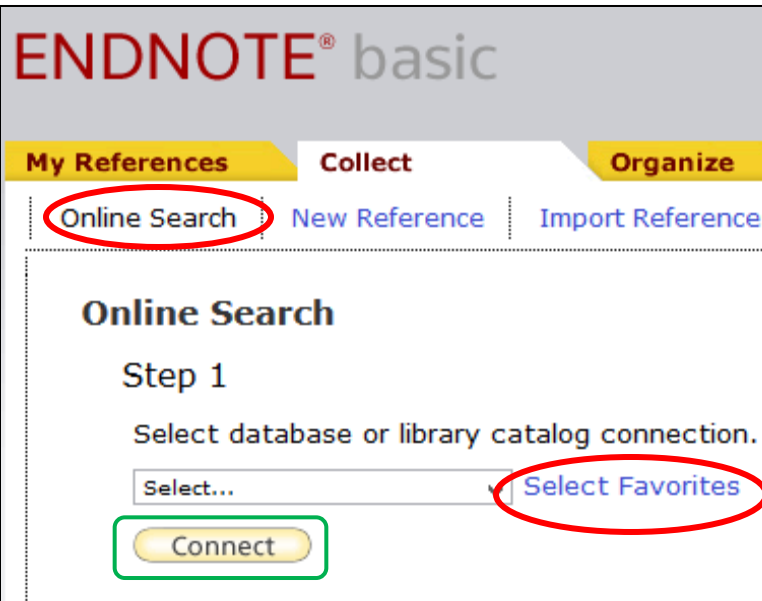 ENDNOTE® basic
My References Collect Organize
Online Search New Reference Import Reference
Online Search
Step 1
Select database or library catalog connection.
Select... Select Favorites
Connect